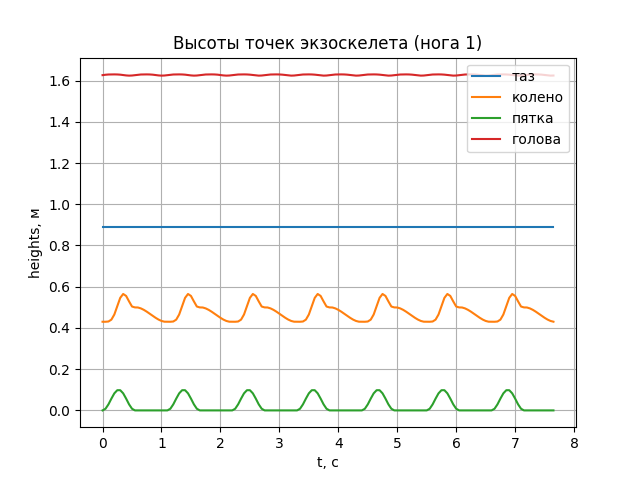 Высоты точек экзоскелета (нога 1)
heights, м
1.6
1.4
1.2
1.0
0.8
0.6
0.4
0.2
0.0
таз
колено
пятка
голова
0 1 2 3 4 5 6 7 8
t, с